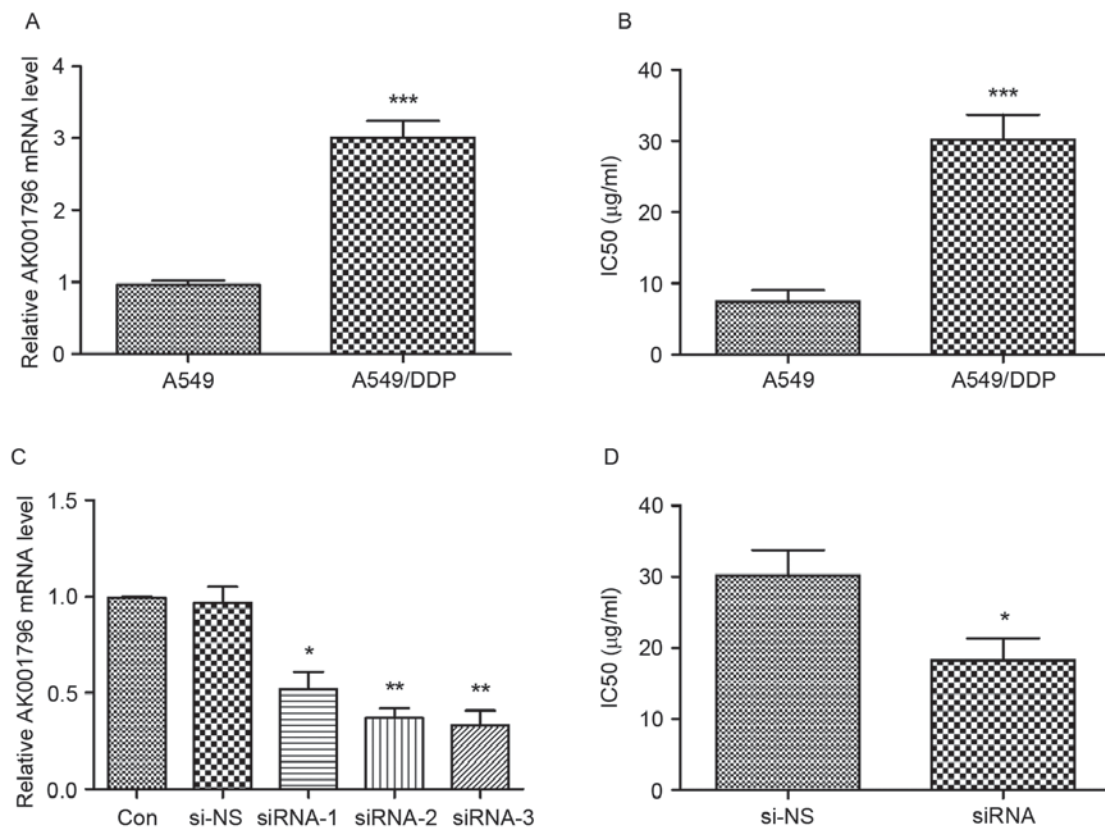 A
Relative AK001796 mRNA level
4
3
2
1
0
***
A549
A549/DDP
B
IC50 (μg/ml)
40
30
20
10
0
***
A549
A549/DDP
C
Relative AK001796 mRNA level
1.5
1.0
0.5
0.0
*
**
**
Con
si-NS
siRNA-1
siRNA-2
siRNA-3
D
IC50 (μg/ml)
40
30
20
10
0
*
si-NS
siRNA